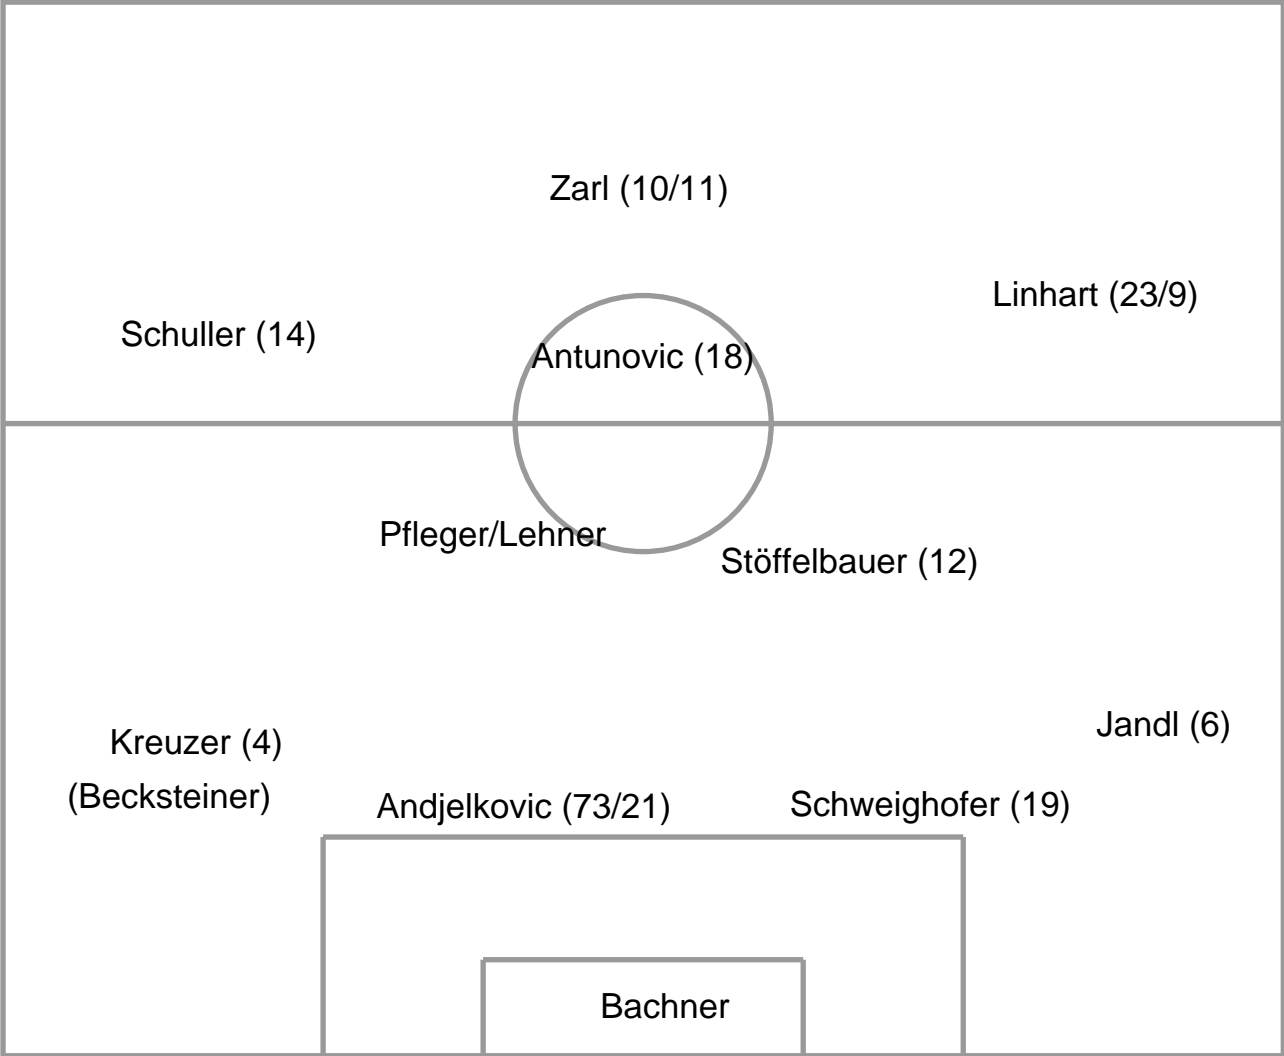 Zarl (10/11)
Linhart (23/9)
Schuller (14)
Antunovic (18)
Pfleger/Lehner
Stöffelbauer (12)
Jandl (6)
Kreuzer (4)
(Becksteiner)
Andjelkovic (73/21)
Schweighofer (19)
Bachner